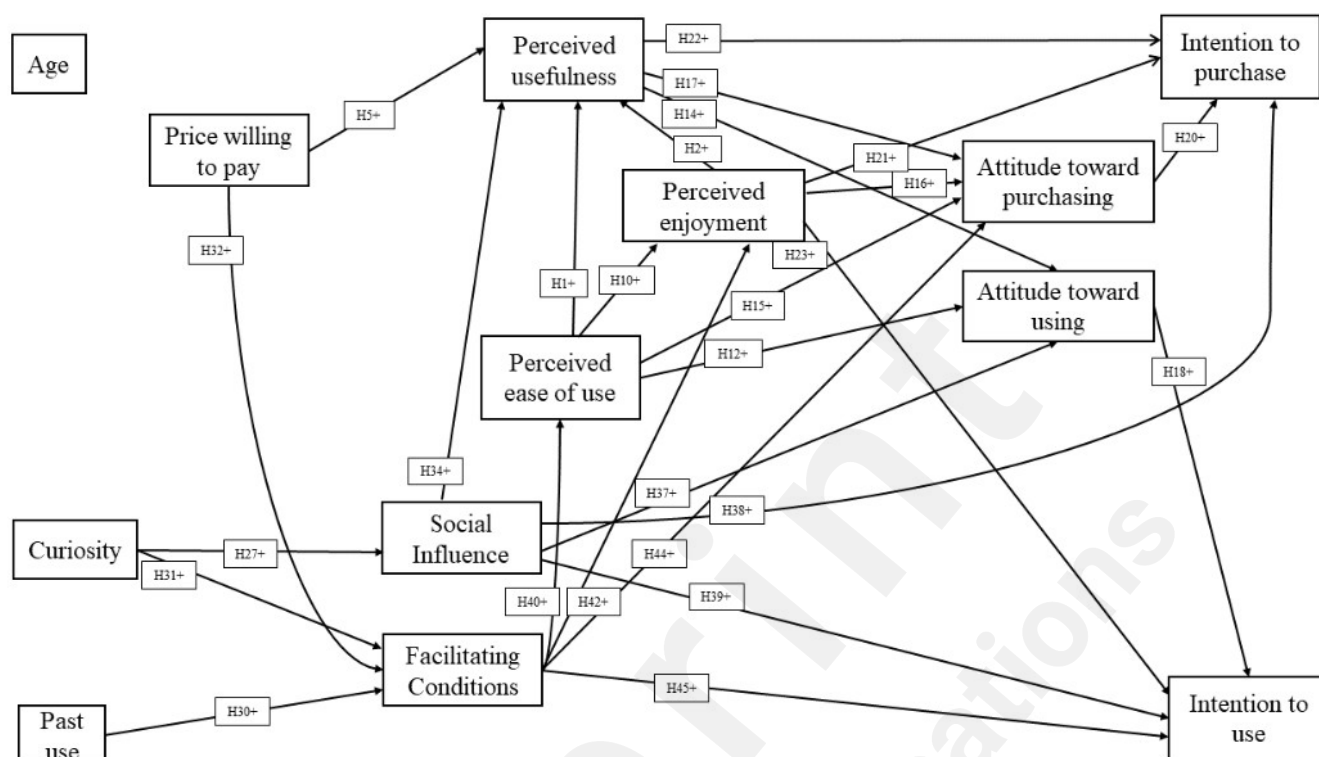 Age
Perceived
usefulness
H22+
Intention to
purchase
H17+
H14+
H5+
Price willing
to pay
H2+
H21+
H20+
Attitude toward
purchasing
H16+
Perceived
enjoyment
H32+
H23+
H1+
H10+
Attitude toward
using
H15+
H12+
Perceived
ease of use
H18+
H34+
H37+
H38+
Social
Influence
Curiosity
H27+
H31+
H44+
H40+
H42+
H39+
Facilitating
Conditions
H45+
H30+
Past
use
Intention to
use
rint
ations